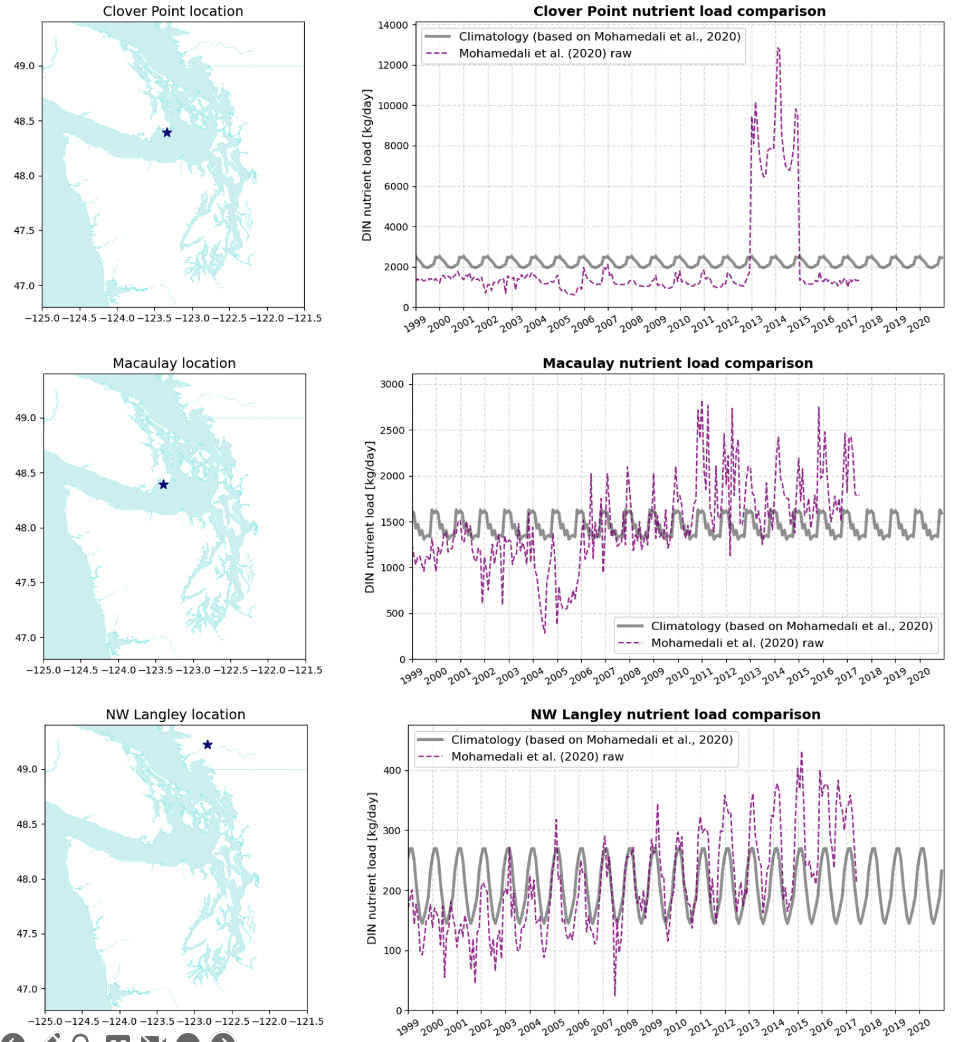 Clover Point location
49.0
48.5
48.0
47.5
47.0
−125.0 −124.5 −124.0 −123.5 −123.0 −122.5 −122.0 −121.5
Clover Point nutrient load comparison
DIN nutrient load [kg/day]
14000
12000
10000
8000
6000
4000
2000
0
Climatology (based on Mohamedali et al., 2020)
Mohamedali et al. (2020) raw
1999 2000 2001 2002 2003 2004 2005 2006 2007 2008 2009 2010 2011 2012 2013 2014 2015 2016 2017 2018 2019 2020
Macaulay location
49.0
48.5
48.0
47.5
47.0
−125.0 −124.5 −124.0 −123.5 −123.0 −122.5 −122.0 −121.5
Macaulay nutrient load comparison
DIN nutrient load [kg/day]
3000
2500
2000
1500
1000
500
0
Climatology (based on Mohamedali et al., 2020)
Mohamedali et al. (2020) raw
1999 2000 2001 2002 2003 2004 2005 2006 2007 2008 2009 2010 2011 2012 2013 2014 2015 2016 2017 2018 2019 2020
NW Langley location
49.0
48.5
48.0
47.5
47.0
−125.0 −124.5 −124.0 −123.5 −123.0 −122.5 −122.0 −121.5
NW Langley nutrient load comparison
DIN nutrient load [kg/day]
400
300
200
100
0
Climatology (based on Mohamedali et al., 2020)
Mohamedali et al. (2020) raw
1999 2000 2001 2002 2003 2004 2005 2006 2007 2008 2009 2010 2011 2012 2013 2014 2015 2016 2017 2018 2019 2020